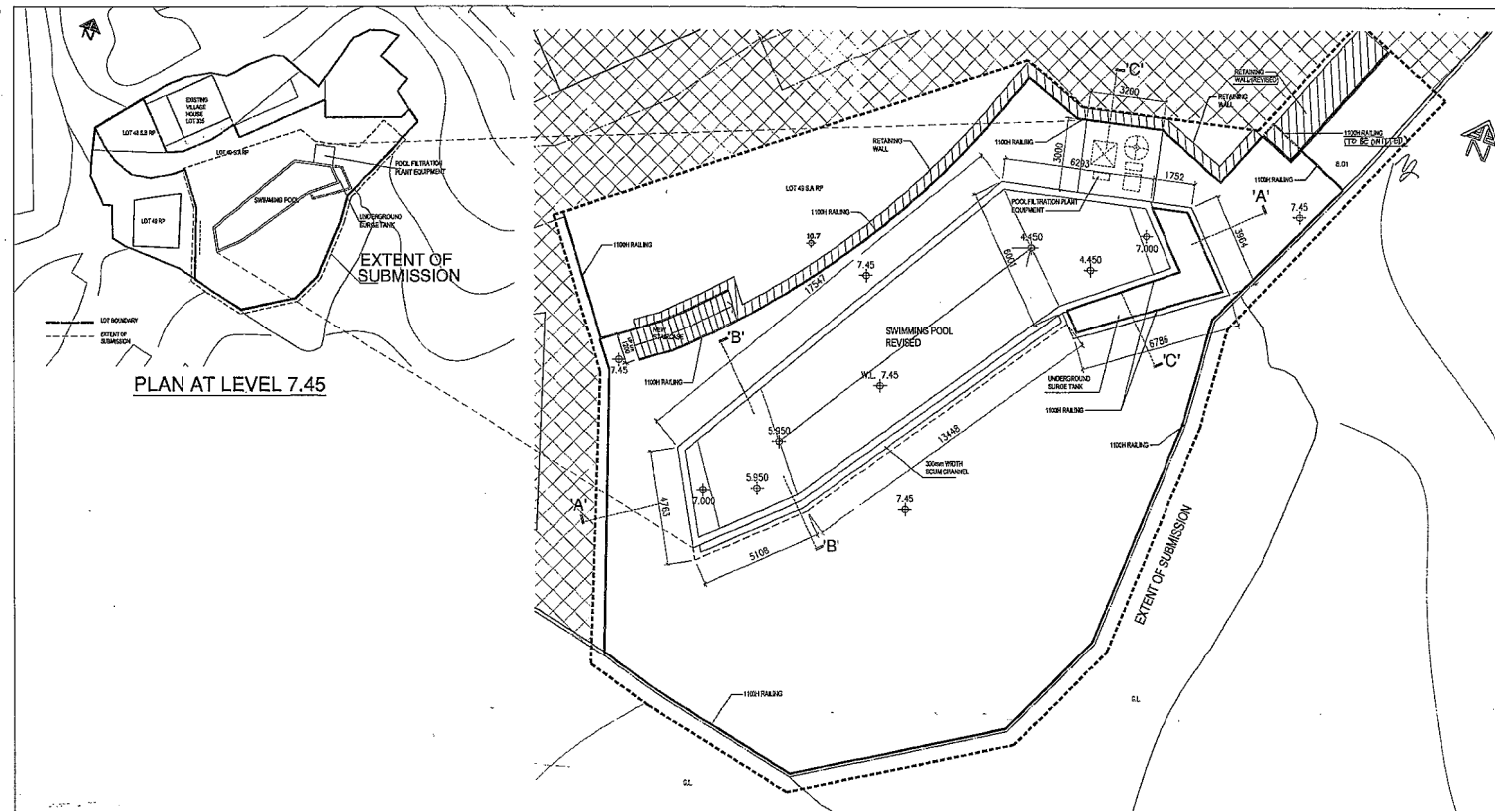 EXISTING
VILLAGE
HOUSE
LOT 48 S.B RP
LOT 49 RP
SWIMMING POOL
POOL FILTRATION
PLANT EQUIPMENT
UNDERGROUND
SURGE TANK
EXTENT OF
SUBMISSION
LOT BOUNDARY
EXTENT OF
SUBMISSION
PLAN AT LEVEL 7.45
'C'
3200
RETAINING
WALL (REVISED)
RETAINING
WALL
1100H RAILING
1100H RAILING
(TO BE OMITTED)
8.01
1100H RAILING
RETAINING
WALL
3000
6293
1752
POOL FILTRATION PLANT
EQUIPMENT
'A'
7.45
3964
LOT 49 S.A RP
1100H RAILING
10.7
1100H RAILING
7.45
17547
6001
4.450
7.000
4.450
NEW
STAIRCASE
1200
7.45
1100H RAILING
'B'
SWIMMING POOL
REVISED
W.L. 7.45
6786
'C'
UNDERGROUND
SURGE TANK
1100H RAILING
1100H RAILING
13448
300mm WIDTH
SCUM CHANNEL
5.950
5.950
7.000
7.45
4763
'A'
5108
'B'
EXTENT OF SUBMISSION
1100H RAILING
G.L
G.L